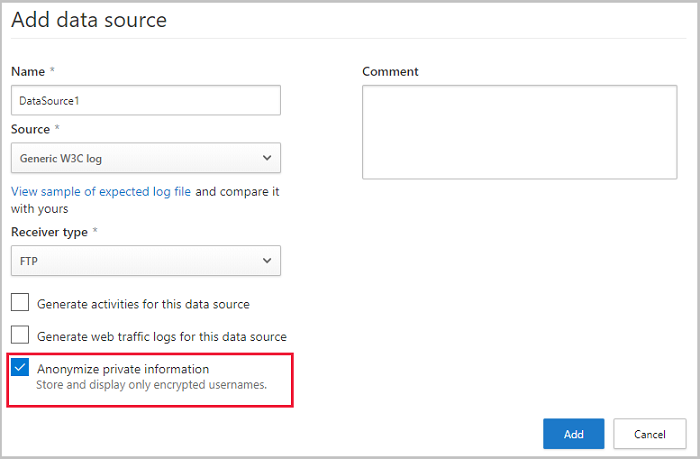 Add data source
Name *
DataSource1
Source *
Generic W3C log
View sample of expected log file and compare it
with yours
Receiver type *
FTP
Generate activities for this data source
Generate web traffic logs for this data source
Anonymize private information
Store and display only encrypted usernames.
Comment
Add
Cancel